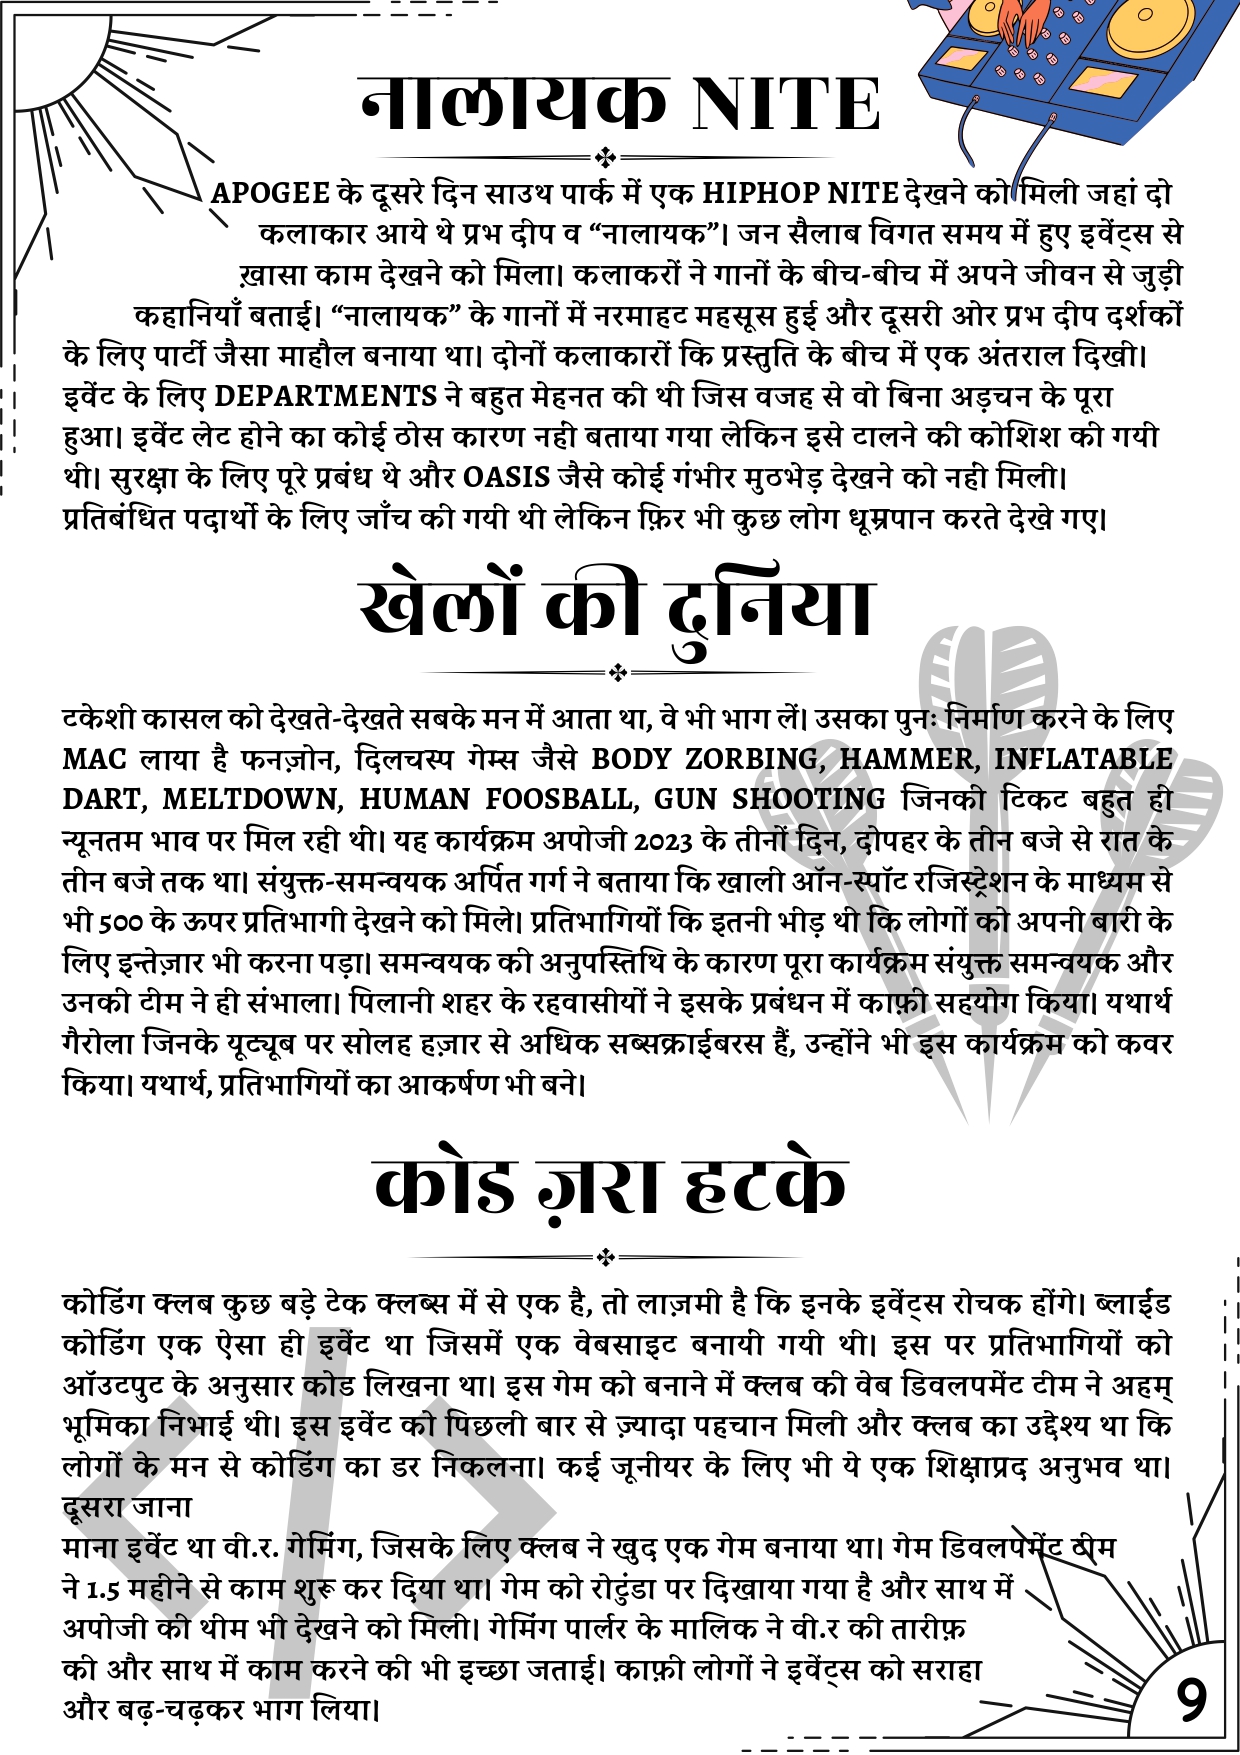 नालायक NITE
APOGEE के दूसरे दिन साउथ पार्क में एक HIPHOP NITE देखने को मिली जहां दो
कलाकार आये थे प्रभ दीप व “नालायक”। जन सैलाब विगत समय में हुए इवेंट्स से
ख़ासा काम देखने को मिला। कलाकरों ने गानों के बीच-बीच में अपने जीवन से जुड़ी
कहानियाँ बताई। “नालायक” के गानों में नरमाहट महसूस हुई और दूसरी ओर प्रभ दीप दर्शकों
के लिए पार्टी जैसा माहौल बनाया था। दोनों कलाकारों कि प्रस्तुति के बीच में एक अंतराल दिखी।
इवेंट के लिए DEPARTMENTS ने बहुत मेहनत की थी जिस वजह से वो बिना अड़चन के पूरा
हुआ। इवेंट लेट होने का कोई ठोस कारण नही बताया गया लेकिन इसे टालने की कोशिश की गयी
थी। सुरक्षा के लिए पूरे प्रबंध थे और OASIS जैसे कोई गंभीर मुठभेड़ देखने को नही मिली।
प्रतिबंधित पदार्थो के लिए जाँच की गयी थी लेकिन फ़िर भी कुछ लोग धूम्रपान करते देखे गए।
खेलों की दुनिया
टकेशी कासल को देखते-देखते सबके मन में आता था, वे भी भाग लें। उसका पुनः निर्माण करने के लिए
MAC लाया है फनज़ोन, दिलचस्प गेम्स जैसे BODY ZORBING, HAMMER, INFLATABLE
DART, MELTDOWN, HUMAN FOOSBALL, GUN SHOOTING जिनकी टिकट बहुत ही
न्यूनतम भाव पर मिल रही थी। यह कार्यक्रम अपोजी 2023 के तीनों दिन, दोपहर के तीन बजे से रात के
तीन बजे तक था। संयुक्त-समन्वयक अर्पित गर्ग ने बताया कि खाली ऑन-स्पॉट रजिस्ट्रेशन के माध्यम से
भी 500 के ऊपर प्रतिभागी देखने को मिले। प्रतिभागियों कि इतनी भीड़ थी कि लोगों को अपनी बारी के
लिए इन्तेज़ार भी करना पड़ा। समन्वयक की अनुपस्तिथि के कारण पूरा कार्यक्रम संयुक्त समन्वयक और
उनकी टीम ने ही संभाला। पिलानी शहर के रहवासीयों ने इसके प्रबंधन में काफ़ी सहयोग किया। यथार्थ
गैरोला जिनके यूट्यूब पर सोलह हज़ार से अधिक सब्सक्राईबरस हैं, उन्होंने भी इस कार्यक्रम को कवर
किया। यथार्थ, प्रतिभागियों का आकर्षण भी बने।
कोड ज़रा हटके
कोडिंग क्लब कुछ बड़े टेक क्लब्स में से एक है, तो लाज़मी है कि इनके इवेंट्स रोचक होंगे। ब्लाईंड
कोडिंग एक ऐसा ही इवेंट था जिसमें एक वेबसाइट बनायी गयी थी। इस पर प्रतिभागियों को
ऑउटपुट के अनुसार कोड लिखना था। इस गेम को बनाने में क्लब की वेब डिवलपमेंट टीम ने अहम्
भूमिका निभाई थी। इस इवेंट को पिछली बार से ज़्यादा पहचान मिली और क्लब का उद्देश्य था कि
लोगों के मन से कोडिंग का डर निकलना। कई जूनीयर के लिए भी ये एक शिक्षाप्रद अनुभव था।
दूसरा जाना
माना इवेंट था वी.र. गेमिंग, जिसके लिए क्लब ने खुद एक गेम बनाया था। गेम डिवलपमेंट टीम
ने 1.5 महीने से काम शुरू कर दिया था। गेम को रोटुंडा पर दिखाया गया है और साथ में
अपोजी की थीम भी देखने को मिली। गेमिंग पार्लर के मालिक ने वी.र की तारीफ़
की और साथ में काम करने की भी इच्छा जताई। काफ़ी लोगों ने इवेंट्स को सराहा
और बढ़-चढ़कर भाग लिया।
9